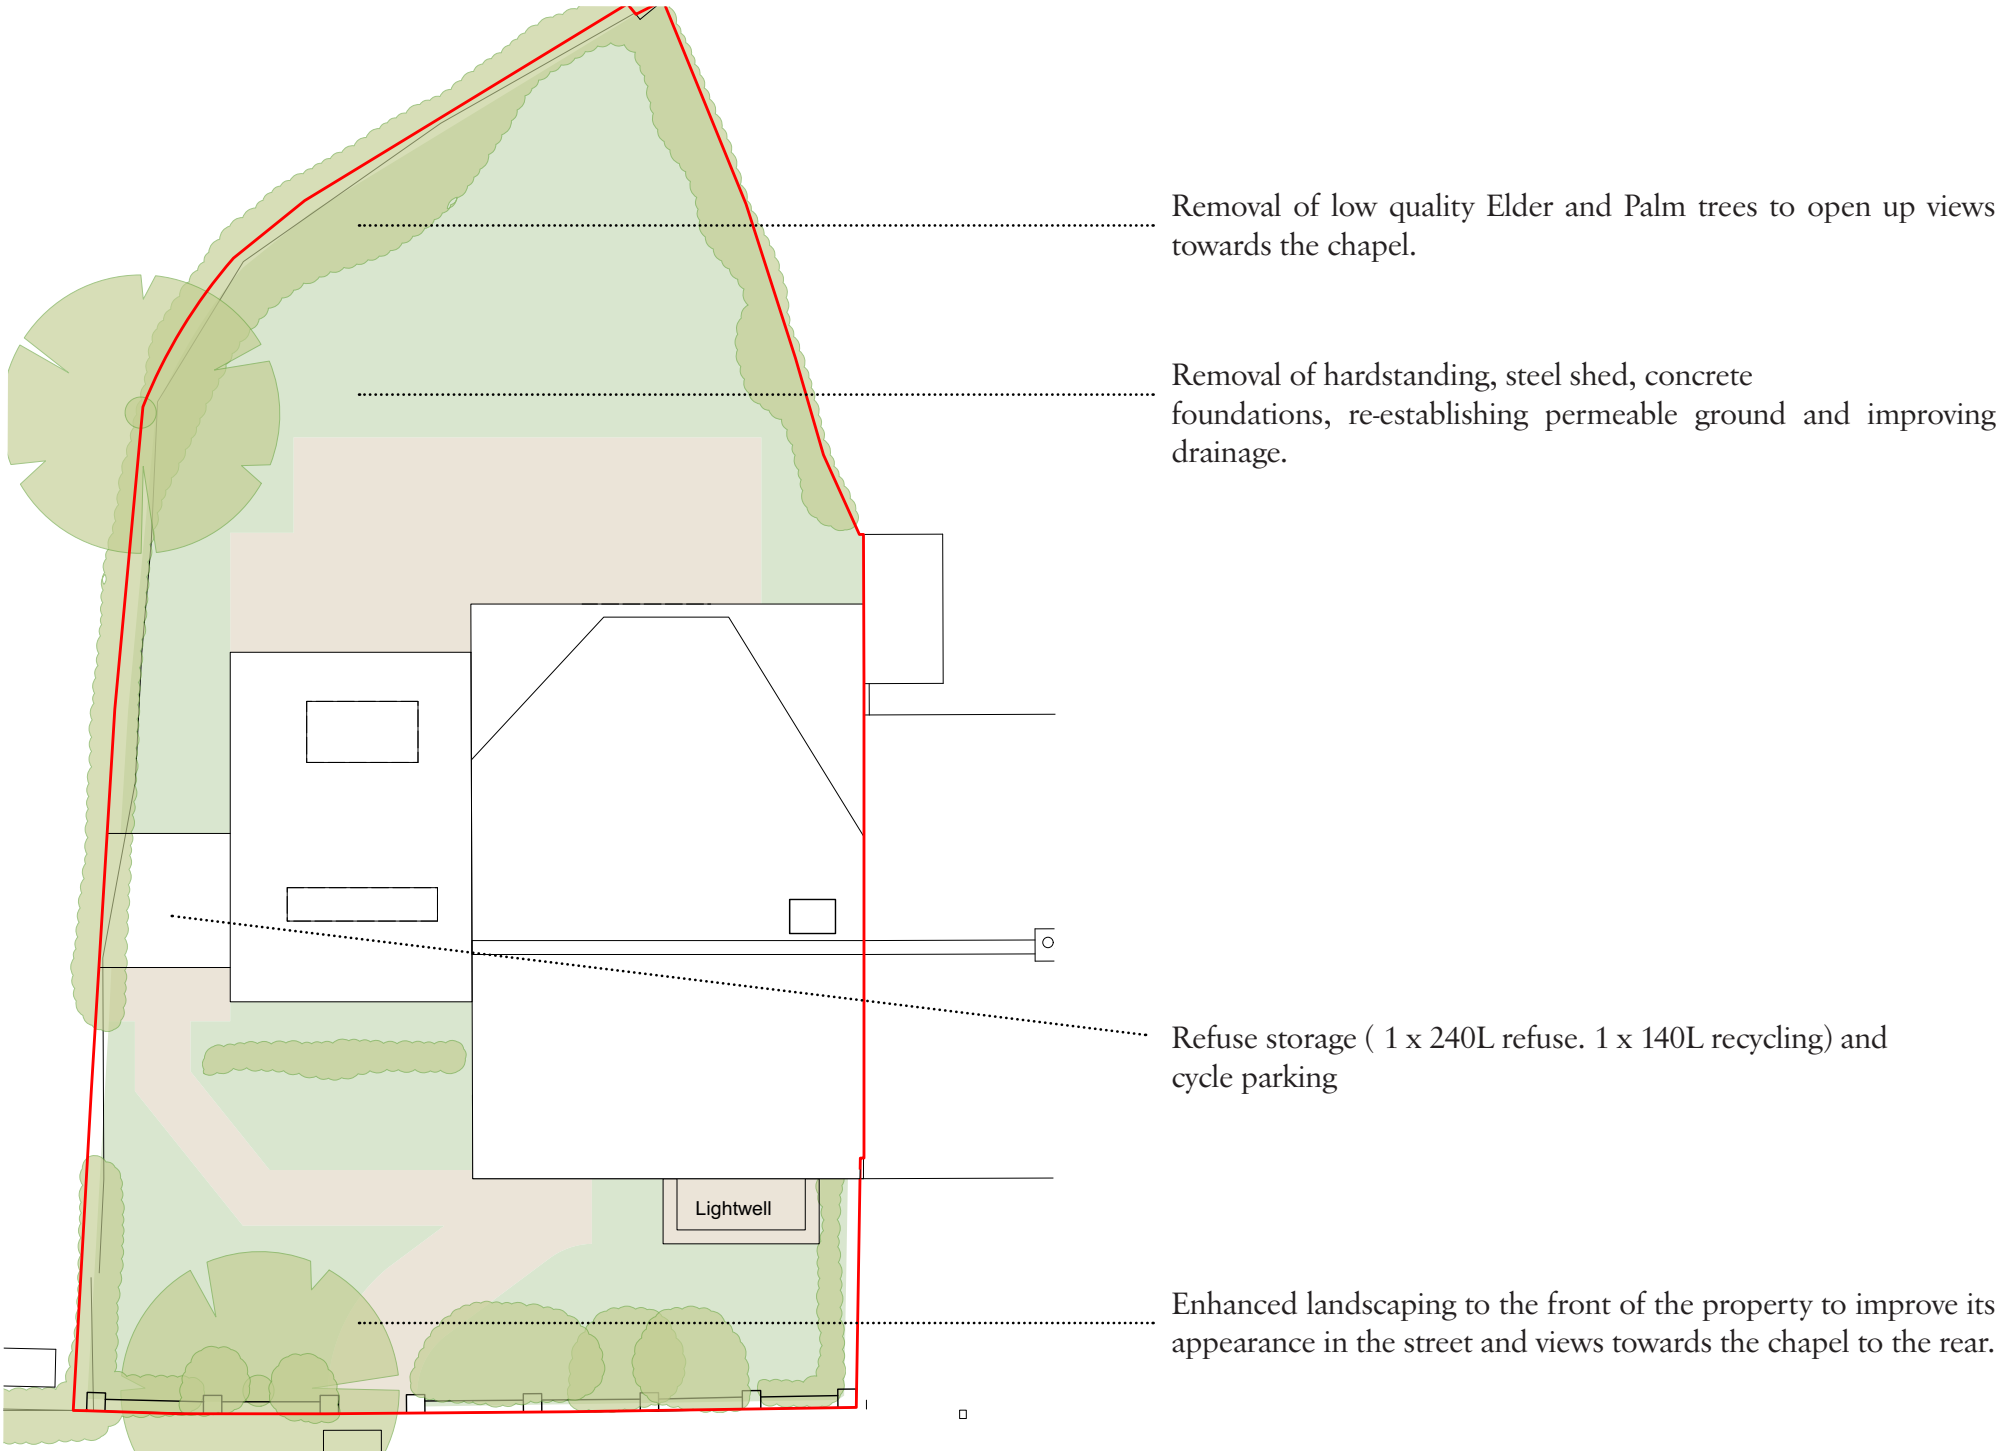 Removal of low quality Elder and Palm trees to open up views
towards the chapel.
Removal of hardstanding, steel shed, concrete
foundations, re-establishing permeable ground and improving
drainage.
Refuse storage ( 1 x 240L refuse. 1 x 140L recycling) and
cycle parking
Lightwell
Enhanced landscaping to the front of the property to improve its
appearance in the street and views towards the chapel to the rear.